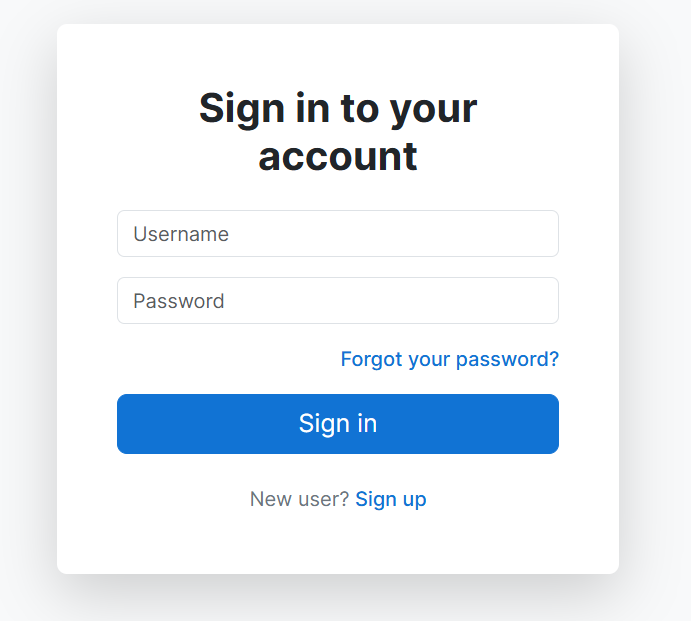 Sign in to your
account
Username
Password
Forgot your password?
Sign in
New user? Sign up